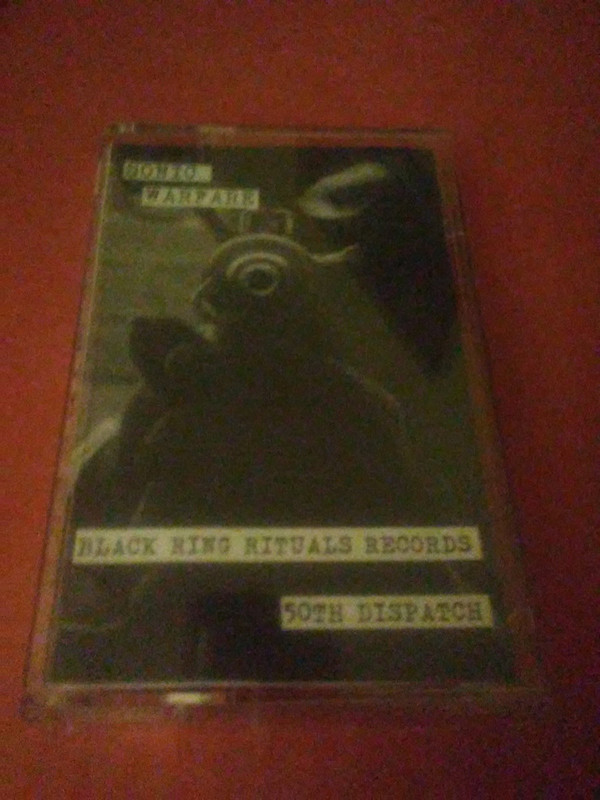 SONIC
WARFARE
BLACK RING RITUALS RECORDS
50TH DISPATCH